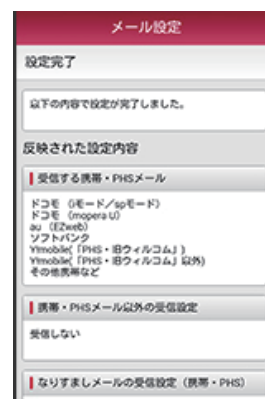 メール設定
設定完了
以下の内容で設定が完了しました。
反映された設定内容
受信する携帯・PHSメール
ドコモ（iモード／spモード）
ドコモ（mopera U）
au（EZweb）
ソフトバンク
Y!mobile(「PHS・旧ウィルコム」)
Y!mobile(「PHS・旧ウィルコム」以外)
その他携帯など
携帯・PHSメール以外の受信設定
受信しない
なりすましメールの受信設定（携帯・PHS）